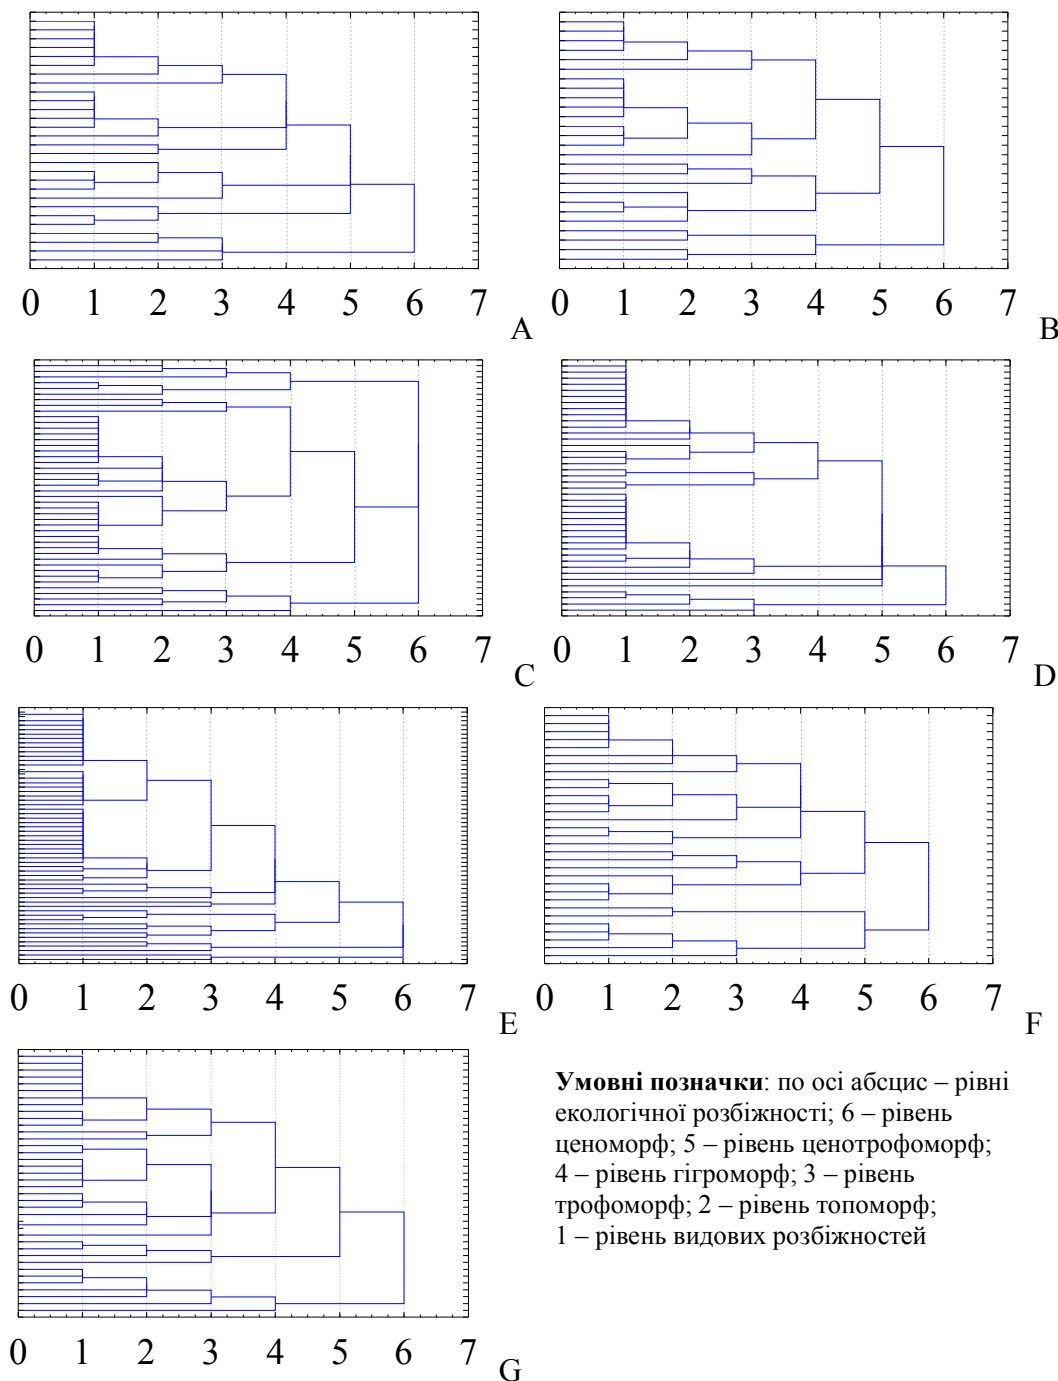 0 1 2 3 4 5 6 7
A
0 1 2 3 4 5 6 7
B
0 1 2 3 4 5 6 7
C
0 1 2 3 4 5 6 7
D
0 1 2 3 4 5 6 7
E
0 1 2 3 4 5 6 7
F
0 1 2 3 4 5 6 7
G
Умовні позначки: по осі абсцис – рівні
екологічної розбіжності; 6 – рівень
ценоморф; 5 – рівень ценотрофоморф;
4 – рівень гігроморф; 3 – рівень
трофоморф; 2 – рівень топоморф;
1 – рівень видових розбіжностей